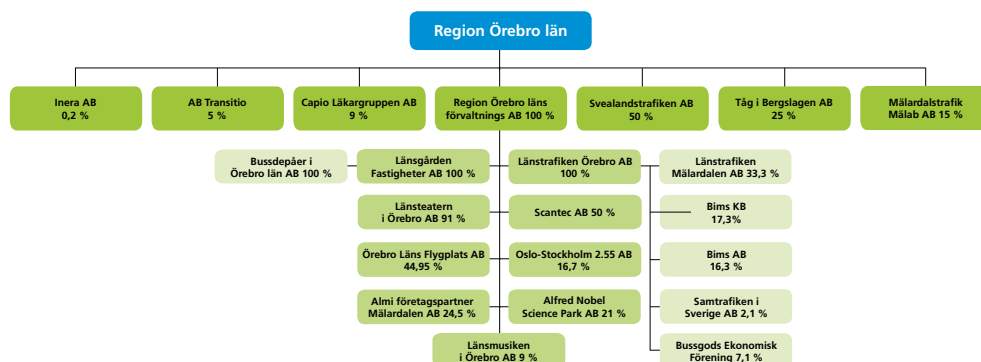 Region Örebro län
Inera AB
0,2 %
AB Transitio
5 %
Capio Läkargruppen AB
9 %
Region Örebro läns
förvaltnings AB 100 %
Svealandstrafiken AB
50 %
Tåg i Bergslagen AB
25 %
Mälardalstrafik
Mälab AB 15 %
Bussdepåer i
Örebro län AB 100 %
Länsgården
Fastigheter AB 100 %
Länstrafiken Örebro AB
100 %
Länstrafiken
Mälardalen AB 33,3 %
Länsteatern
i Örebro AB 91 %
Scantec AB 50 %
Bims KB
17,3%
Örebro Läns Flygplats AB
44,95 %
Oslo-Stockholm 2.55 AB
16,7 %
Bims AB
16,3 %
Almi företagspartner
Mälardalen AB 24,5 %
Alfred Nobel
Science Park AB 21 %
Samtrafiken i
Sverige AB 2,1 %
Länsmusiken
i Örebro AB 9 %
Bussgods Ekonomisk
Förening 7,1 %